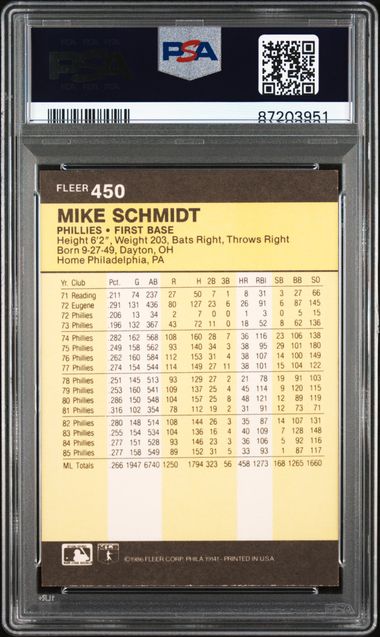 PSA
PSA
87203951
FLEER 450
MIKE SCHMIDT
PHILLIES • FIRST BASE
Height 6'2", Weight 203, Bats Right, Throws Right
Born 9-27-49, Dayton, OH
Home Philadelphia, PA
Yr. Club Pct. G AB R H 2B 3B HR RBI SB BB SO
71 Reading .211 74 237 27 50 7 1 8 31 3 27 66
72 Eugene .291 131 436 80 127 23 6 26 91 6 87 145
72 Phillies .206 13 34 2 7 0 0 1 3 0 5 15
73 Phillies .196 132 367 43 72 11 0 18 52 8 62 136
74 Phillies .282 162 568 108 160 28 7 36 116 23 106 138
75 Phillies .249 158 562 93 140 34 3 38 95 29 101 180
76 Phillies .262 160 584 112 153 31 4 38 107 14 100 149
77 Phillies .274 154 544 114 149 27 11 38 101 15 104 122
78 Phillies .251 145 513 93 129 27 2 21 78 19 91 103
79 Phillies .253 160 541 109 137 25 4 45 114 9 120 115
80 Phillies .286 150 548 104 157 25 8 48 121 12 89 119
81 Phillies .316 102 354 78 112 19 2 31 91 12 73 71
82 Phillies .280 148 514 108 144 26 3 35 87 14 107 131
83 Phillies .255 154 534 104 136 16 4 40 109 7 128 148
84 Phillies .277 151 528 93 146 23 3 36 106 5 92 116
85 Phillies .277 158 549 89 152 31 5 33 93 1 87 117
ML Totals .266 1947 6740 1250 1794 323 56 458 1273 168 1265 1660
©1986 FLEER CORP. PHILA 19141 - PRINTED IN U.S.A.